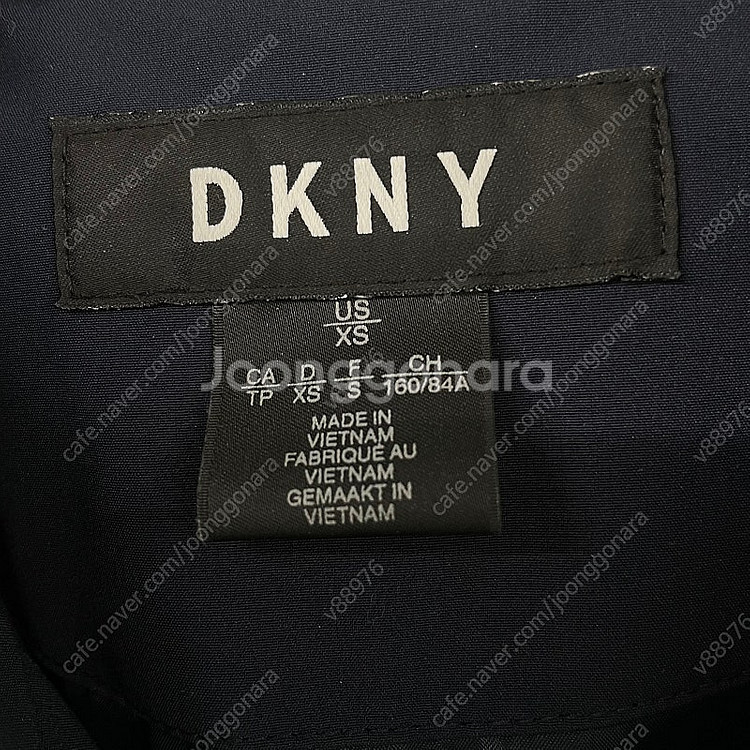 DKNY
US
XS
CA D F CH
TP XS S 160/84A
MADE IN
VIETNAM
FABRIQUÉ AU
VIETNAM
GEMAAKT IN
VIETNAM
Joonggonara
cafe.naver.com/joonggonara
v88976